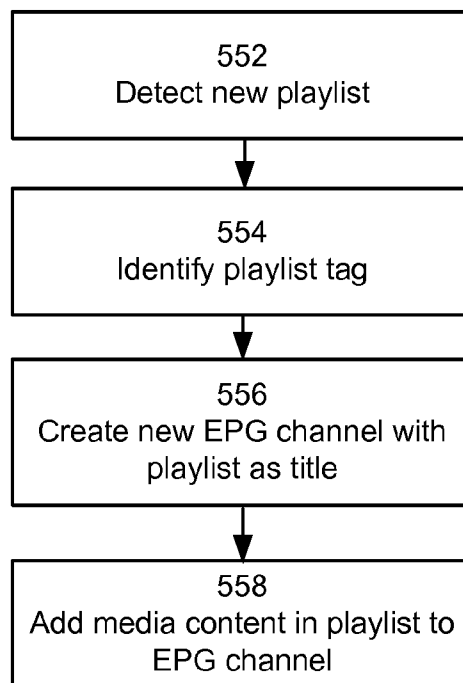 552
Detect new playlist
554
Identify playlist tag
556
Create new EPG channel with
playlist as title
558
Add media content in playlist to
EPG channel